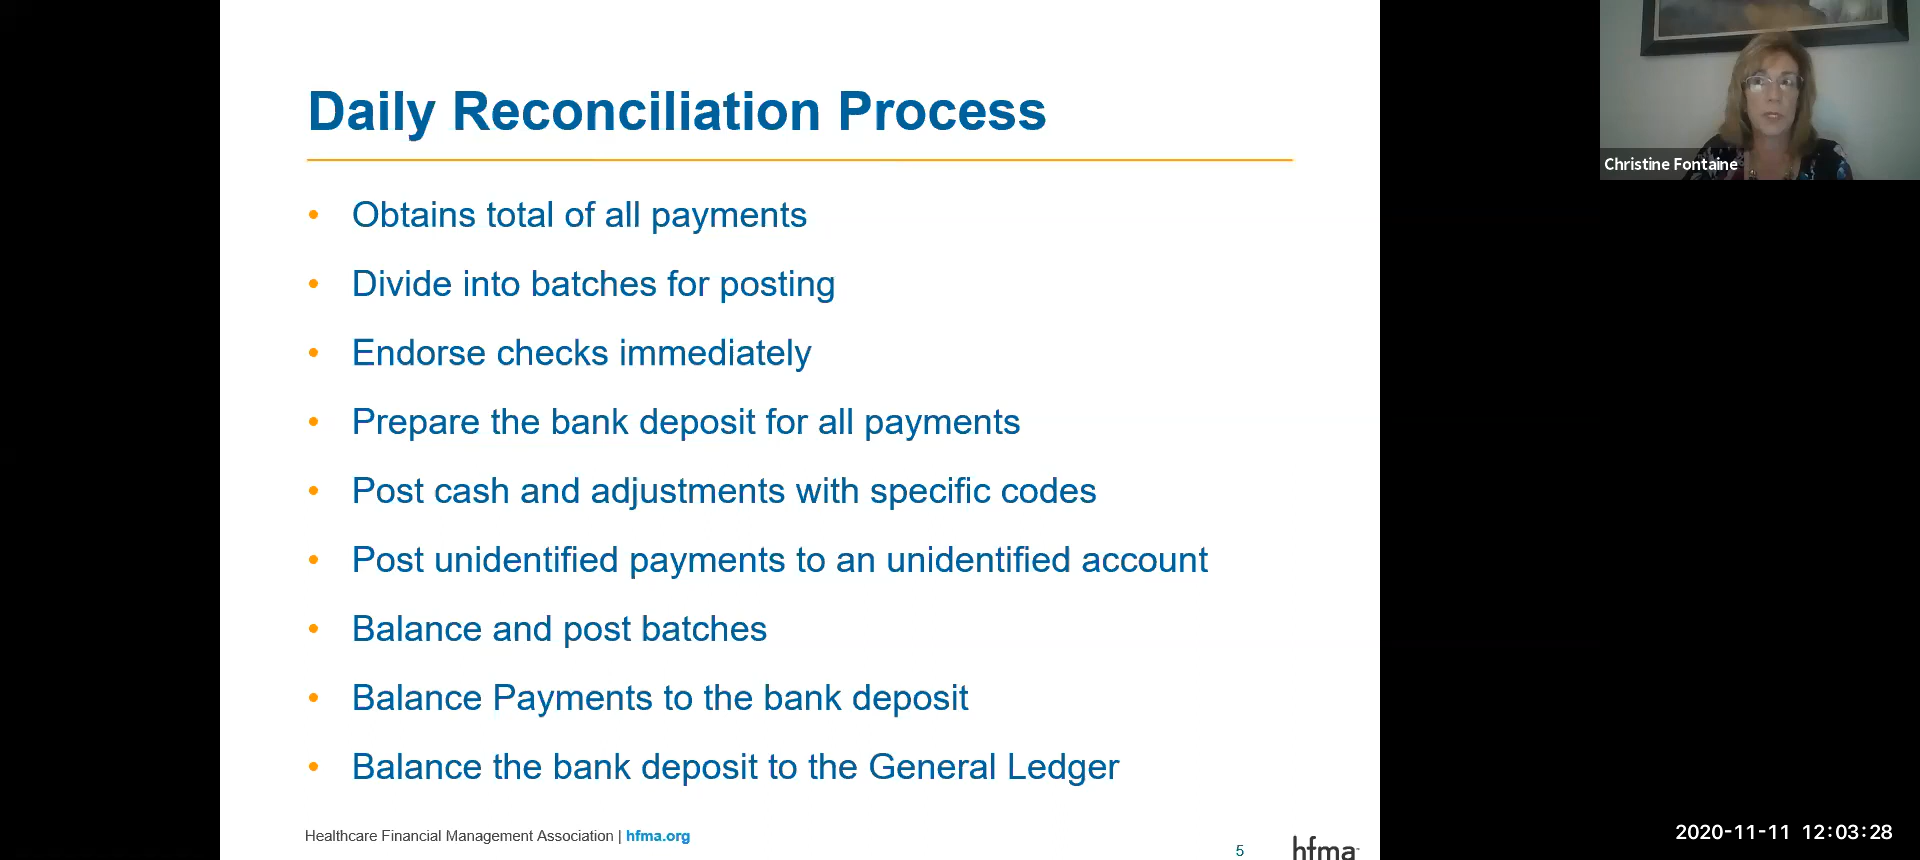 Daily Reconciliation Process
• Obtains total of all payments
• Divide into batches for posting
• Endorse checks immediately
• Prepare the bank deposit for all payments
• Post cash and adjustments with specific codes
• Post unidentified payments to an unidentified account
• Balance and post batches
• Balance Payments to the bank deposit
• Balance the bank deposit to the General Ledger
Healthcare Financial Management Association | hfma.org
5
hfma™
Christine Fontaine
2020-11-11 12:03:28